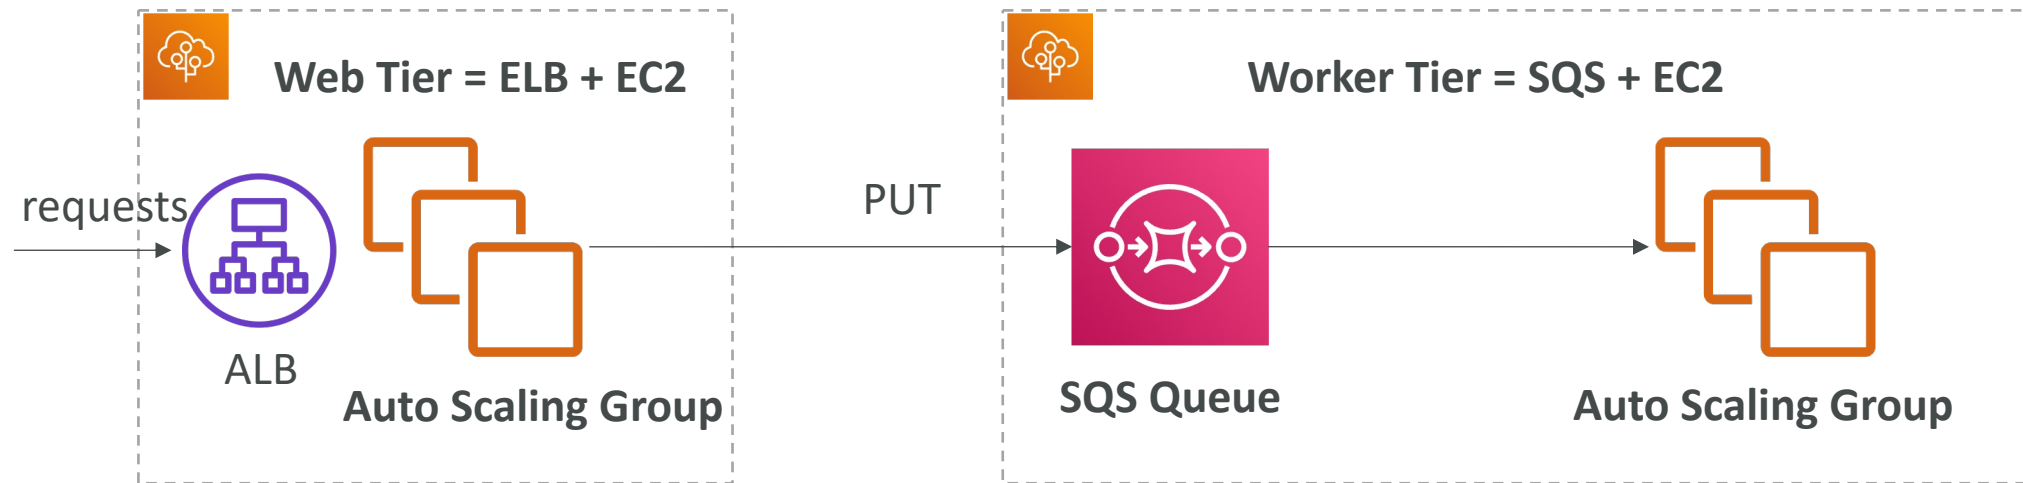 Web Tier = ELB + EC2
Worker Tier = SQS + EC2
requests
PUT
ALB
Auto Scaling Group
SQS Queue
Auto Scaling Group